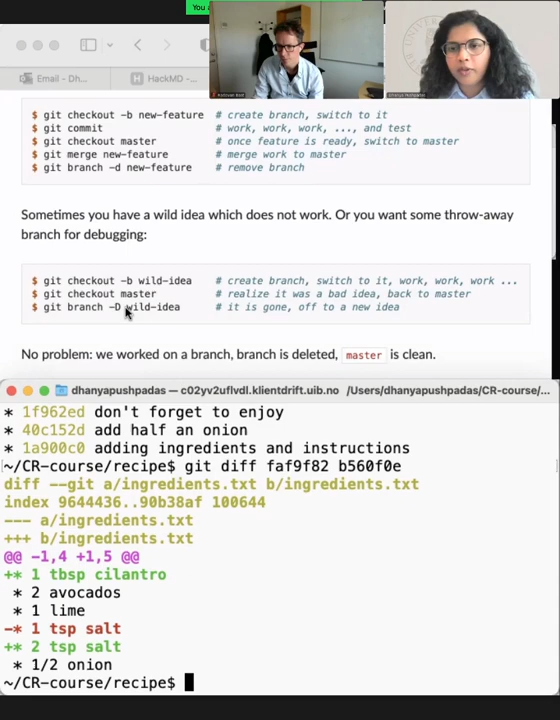 You a
Email - Dh...
HackMD -
$ git checkout -b new-feature # create branch, switch to it
$ git commit # work, work, work, ..., and test
$ git checkout master # once feature is ready, switch to master
$ git merge new-feature # merge work to master
$ git branch -d new-feature # remove branch
Sometimes you have a wild idea which does not work. Or you want some throw-away
branch for debugging:
$ git checkout -b wild-idea # create branch, switch to it, work, work, work ...
$ git checkout master # realize it was a bad idea, back to master
$ git branch -D wild-idea # it is gone, off to a new idea
No problem: we worked on a branch, branch is deleted, master is clean.
dhanyapushpadas — c02yv2uflvdl.klientdrift.uib.no /Users/dhanyapushpadas/CR-course/...
* 1f962ed don't forget to enjoy
* 40c152d add half an onion
* 1a900c0 adding ingredients and instructions
~/CR-course/recipe$ git diff faf9f82 b560f0e
diff --git a/ingredients.txt b/ingredients.txt
index 9644436..90b38af 100644
--- a/ingredients.txt
+++ b/ingredients.txt
@@ -1,4 +1,5 @@
+* 1 tbsp cilantro
* 2 avocados
* 1 lime
-* 1 tsp salt
+* 2 tsp salt
* 1/2 onion
~/CR-course/recipe$